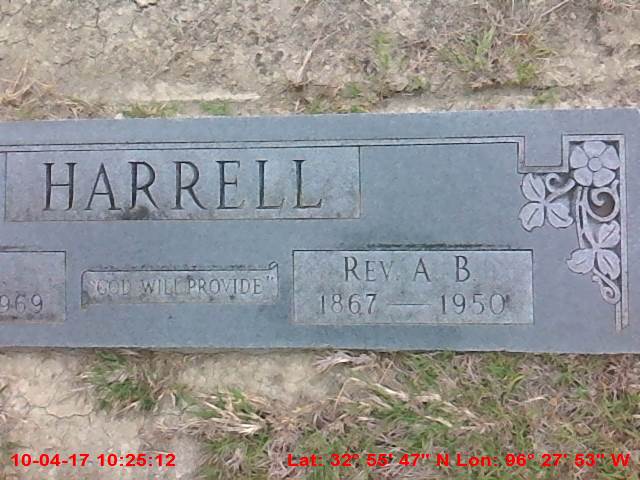 HARRELL
969
"GOD WILL PROVIDE"
REV. A. B.
1867 — 1950
10-04-17 10:25:12
Lat: 32° 55' 47" N Lon: 96° 27' 53" W